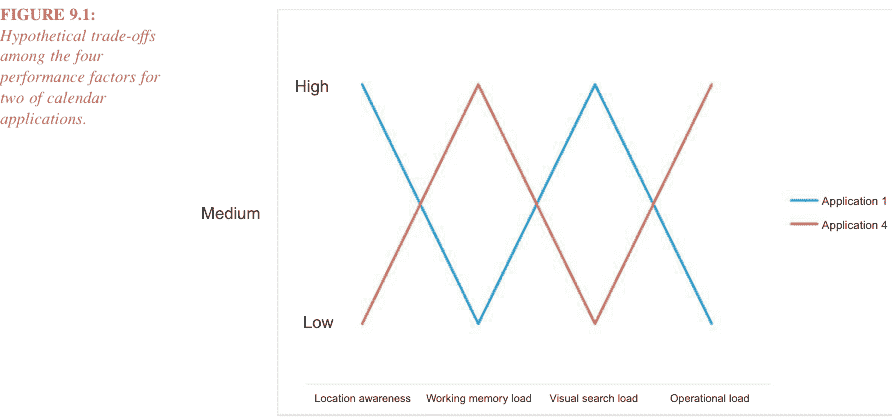 FIGURE 9.1:
Hypothetical trade-offs
among the four
performance factors for
two of calendar
applications.
High
Medium
Low
Application 1
Application 4
Location awareness Working memory load Visual search load Operational load